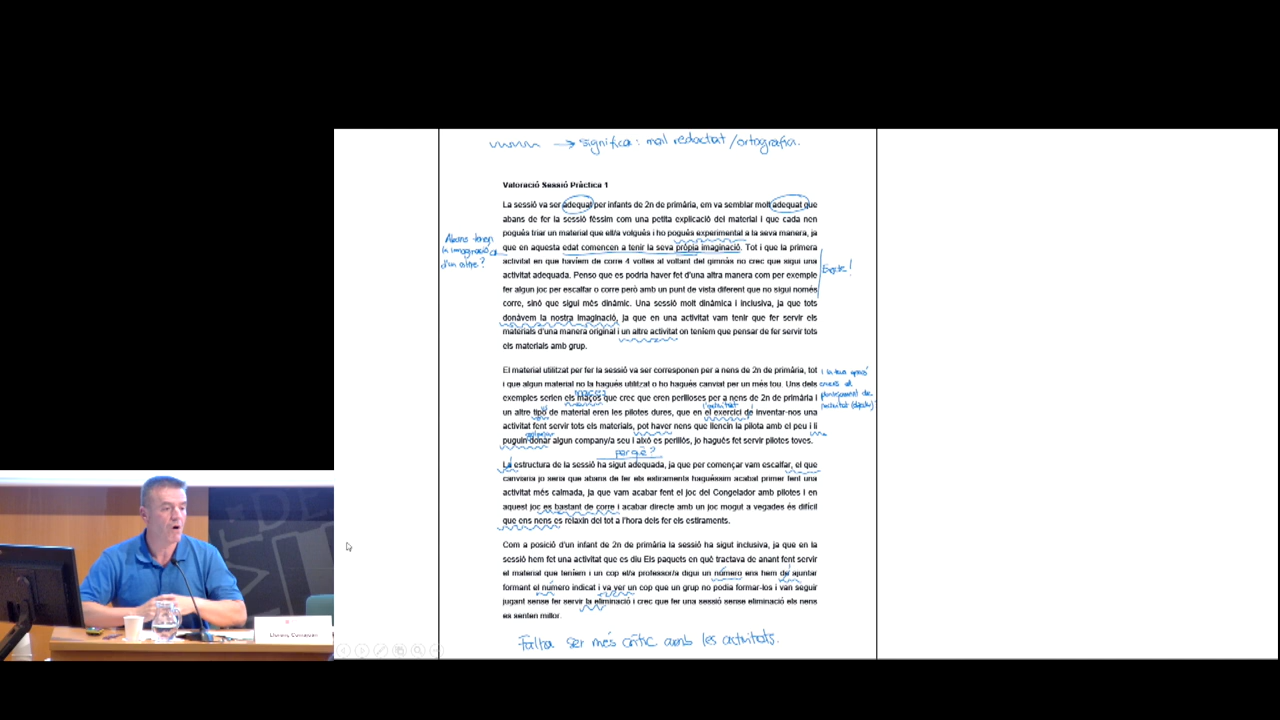 → significa: mal redactat /ortografia.
Valoració Sessió Pràctica 1
La sessió va ser adequat per infants de 2n de primària, em va semblar molt adequat que
abans de fer la sessió féssim com una petita explicació del material i que cada nen
pogués triar un material que ell/a volgués i ho pogués experimental a la seva manera, ja
que en aquesta edat comencen a tenir la seva pròpia imaginació. Tot i que la primera
activitat en que havíem de corre 4 voltes al voltant del gimnàs no crec que sigui una
activitat adequada. Penso que es podria haver fet d'una altra manera com per exemple
fer algun joc per escalfar o corre però amb un punt de vista diferent que no sigui només
corre, sinó que sigui més dinàmic. Una sessió molt dinàmica i inclusiva, ja que tots
donàvem la nostra imaginació, ja que en una activitat vam tenir que fer servir els
materials d'una manera original i un altre activitat on teníem que pensar de fer servir tots
els materials amb grup.
Abans tenen
la imaginació
d'un altre?
El material utilitzat per fer la sessió va ser corresponen per a nens de 2n de primària, tot
i que algun material no la hagués utilitzat o ho hagués canviat per un més tou. Uns dels
exemples serien els maços que crec que eren perilloses per a nens de 2n de primària i
un altre tipo de material eren les pilotes dures, que en el exercici de inventar-nos una
activitat fent servir tots els materials, pot haver nens que llencin la pilota amb el peu i li
puguin donar algun company/a seu i això es perillós, jo hagués fet servir pilotes toves.
i la teva opinió
perquè?
La estructura de la sessió ha sigut adequada, ja que per començar vam escalfar, el que
canviaria jo seria que abans de fer els estiraments haguéssim acabat primer fent una
activitat més calmada, ja que vam acabar fent el joc del Congelador amb pilotes i en
aquest joc es bastant de corre i acabar directe amb un joc mogut a vegades és difícil
que ens nens es relaxin del tot a l'hora dels fer els estiraments.
Com a posició d'un infant de 2n de primària la sessió ha sigut inclusiva, ja que en la
sessió hem fet una activitat que es diu Els paquets en què tractava de anant fent servir
el material que teníem i un cop el/a professor/a digui un número ens hem de ajuntar
formant el número indicat i va ver un cop que un grup no podia formar-los i van seguir
jugant sense fer servir la eliminació i crec que fer una sessió sense eliminació els nens
es senten millor.
Falta ser més crític amb les activitats.